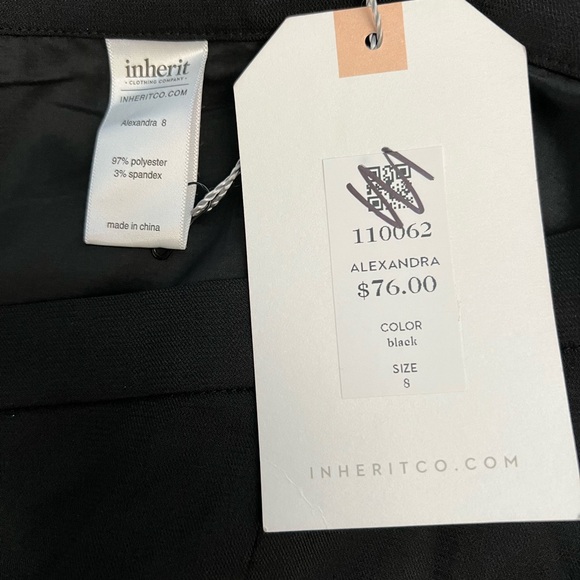 inherit
• CLOTHING COMPANY •
INHERITCO.COM
Alexandra 8
97% polyester
3% spandex
made in china
110062
ALEXANDRA
$76.00
COLOR
black
SIZE
8
INHERITCO.COM